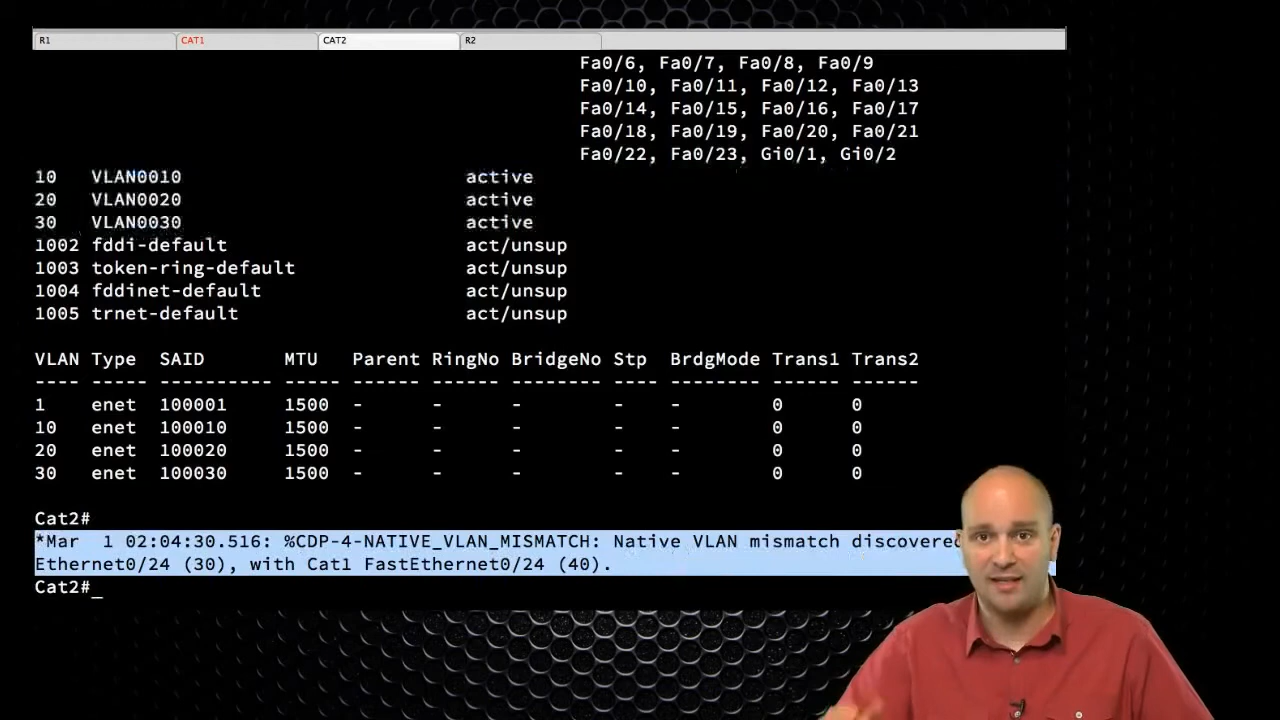 R1 CAT1 CAT2 R2
Fa0/6, Fa0/7, Fa0/8, Fa0/9
Fa0/10, Fa0/11, Fa0/12, Fa0/13
Fa0/14, Fa0/15, Fa0/16, Fa0/17
Fa0/18, Fa0/19, Fa0/20, Fa0/21
Fa0/22, Fa0/23, Gi0/1, Gi0/2
10 VLAN0010 active
20 VLAN0020 active
30 VLAN0030 active
1002 fddi-default act/unsup
1003 token-ring-default act/unsup
1004 fddinet-default act/unsup
1005 trnet-default act/unsup
VLAN Type SAID MTU Parent RingNo BridgeNo Stp BrdgMode Trans1 Trans2
---- ----- ---------- ----- ------ ------ -------- ---- -------- ------ ------
1 enet 100001 1500 - - - - - 0 0
10 enet 100010 1500 - - - - - 0 0
20 enet 100020 1500 - - - - - 0 0
30 enet 100030 1500 - - - - - 0 0
Cat2#
*Mar 1 02:04:30.516: %CDP-4-NATIVE_VLAN_MISMATCH: Native VLAN mismatch discovered
Ethernet0/24 (30), with Cat1 FastEthernet0/24 (40).
Cat2#_